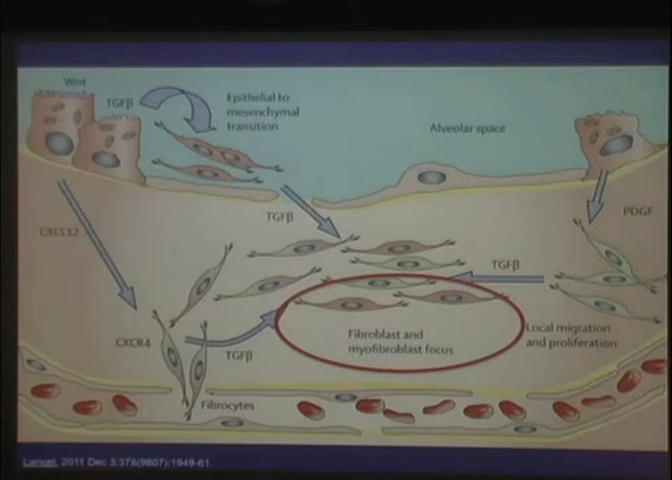 Wnt
TGFβ
Epithelial to
mesenchymal
transition
Alveolar space
TGFβ
PDGF
CXCL12
TGFβ
CXCR4
TGFβ
Fibroblast and
myofibroblast focus
Local migration
and proliferation
Fibrocytes
Lancet. 2011 Dec 3;378(9807):1949-61